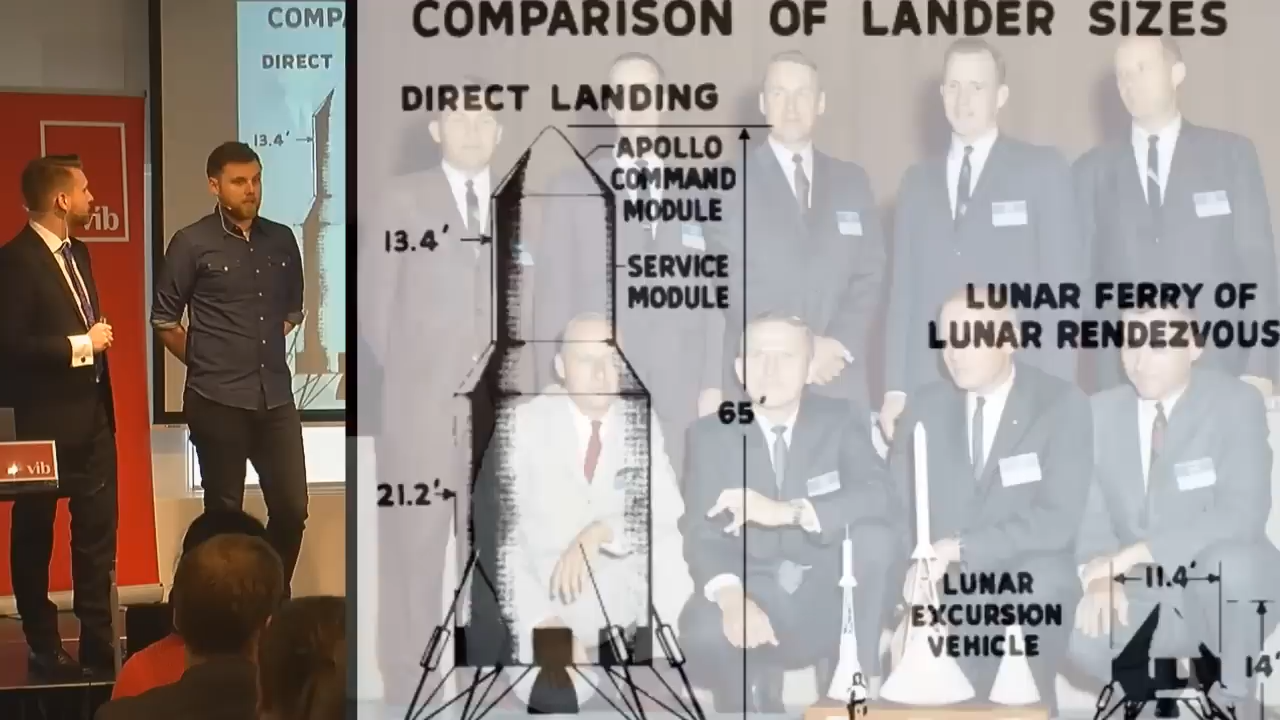 COMP
DIRECT
13.4'
vib
vib
COMPARISON OF LANDER SIZES
DIRECT LANDING
APOLLO
COMMAND
MODULE
13.4'
SERVICE
MODULE
LUNAR FERRY OF
LUNAR RENDEZVOUS
65'
21.2'
LUNAR
EXCURSION
VEHICLE
11.4'
14'